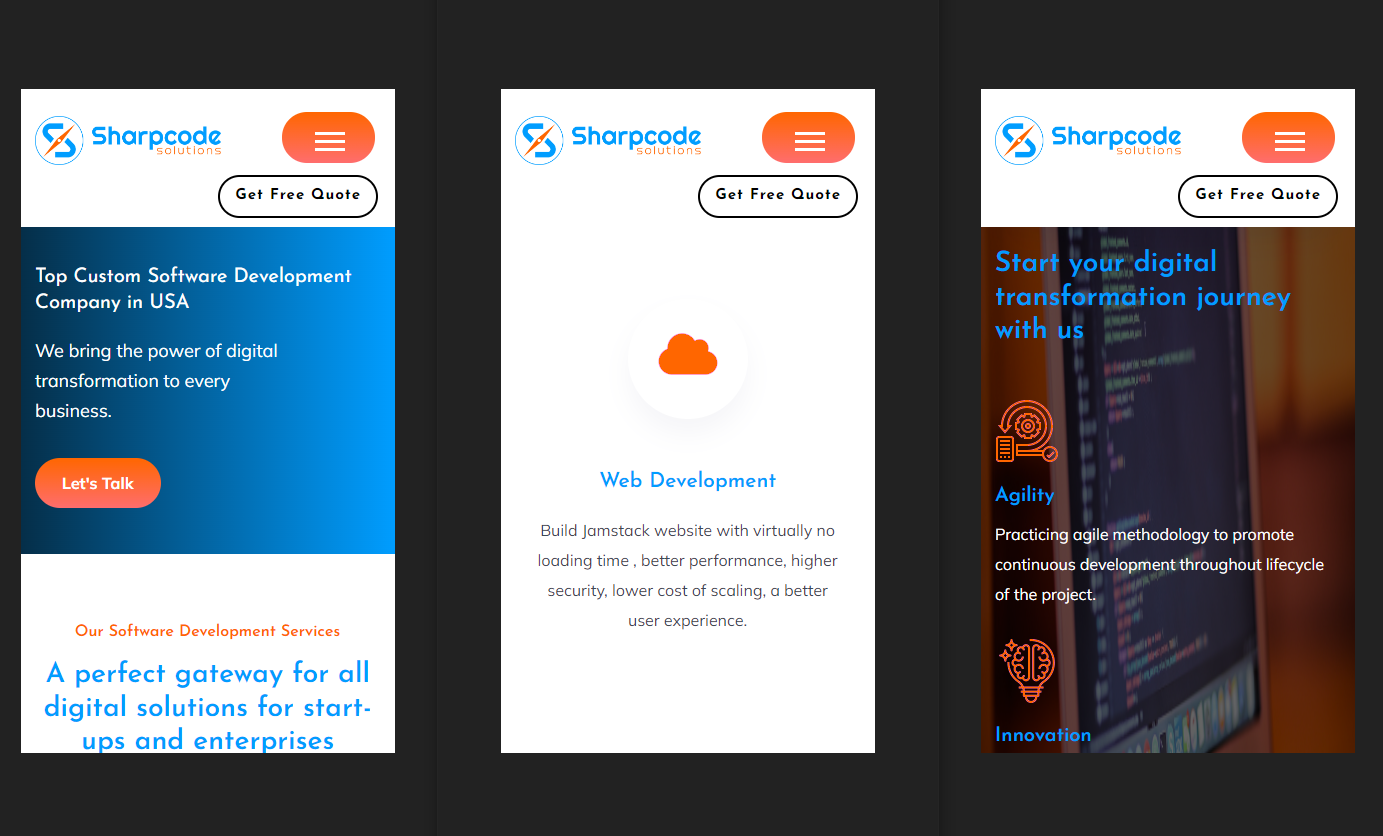 Sharpcode
solutions
Get Free Quote
Top Custom Software Development
Company in USA
We bring the power of digital
transformation to every
business.
Let's Talk
Our Software Development Services
A perfect gateway for all
digital solutions for start-
ups and enterprises
Sharpcode
solutions
Get Free Quote
Web Development
Build Jamstack website with virtually no
loading time , better performance, higher
security, lower cost of scaling, a better
user experience.
Sharpcode
solutions
Get Free Quote
Start your digital
transformation journey
with us
Agility
Practicing agile methodology to promote
continuous development throughout lifecycle
of the project.
Innovation